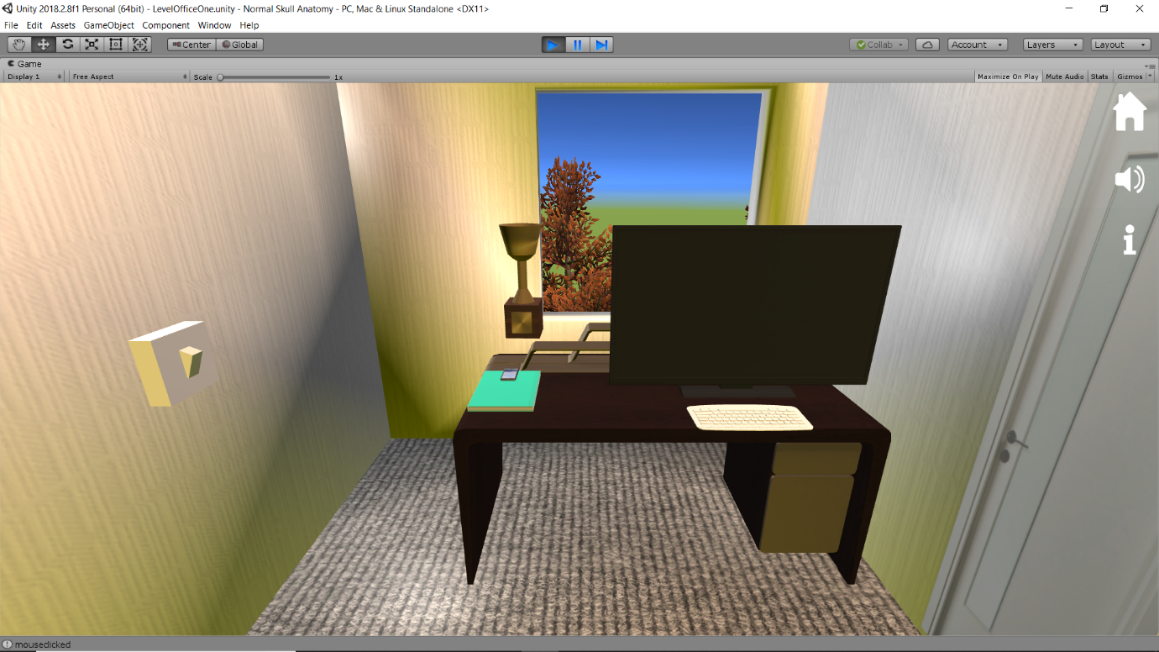 Unity 2018.2.8f1 Personal (64bit) - LevelOfficeOne.unity - Normal Skull Anatomy - PC, Mac & Linux Standalone <DX11>
File Edit Assets GameObject Component Window Help
Center Global Collab Account Layers Layout
Game
Display 1 Free Aspect Scale 1x Maximize On Play Mute Audio Stats Gizmos
mouseclicked